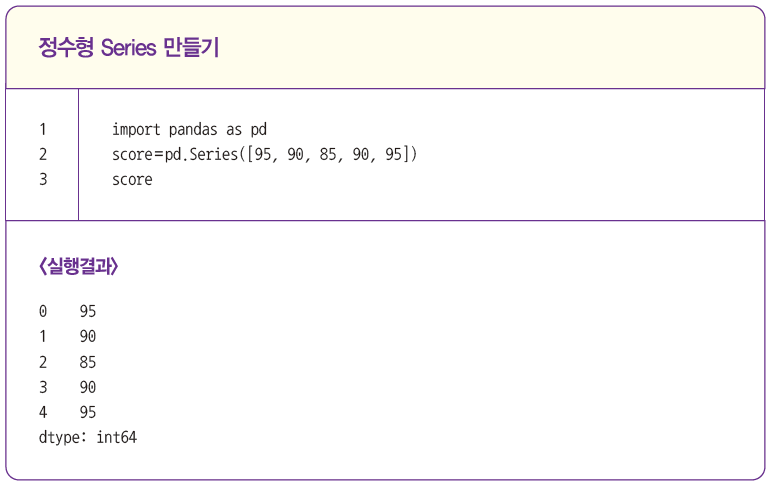 정수형 Series 만들기
1 import pandas as pd
2 score=pd.Series([95, 90, 85, 90, 95])
3 score
〈실행결과〉
0 95
1 90
2 85
3 90
4 95
dtype: int64